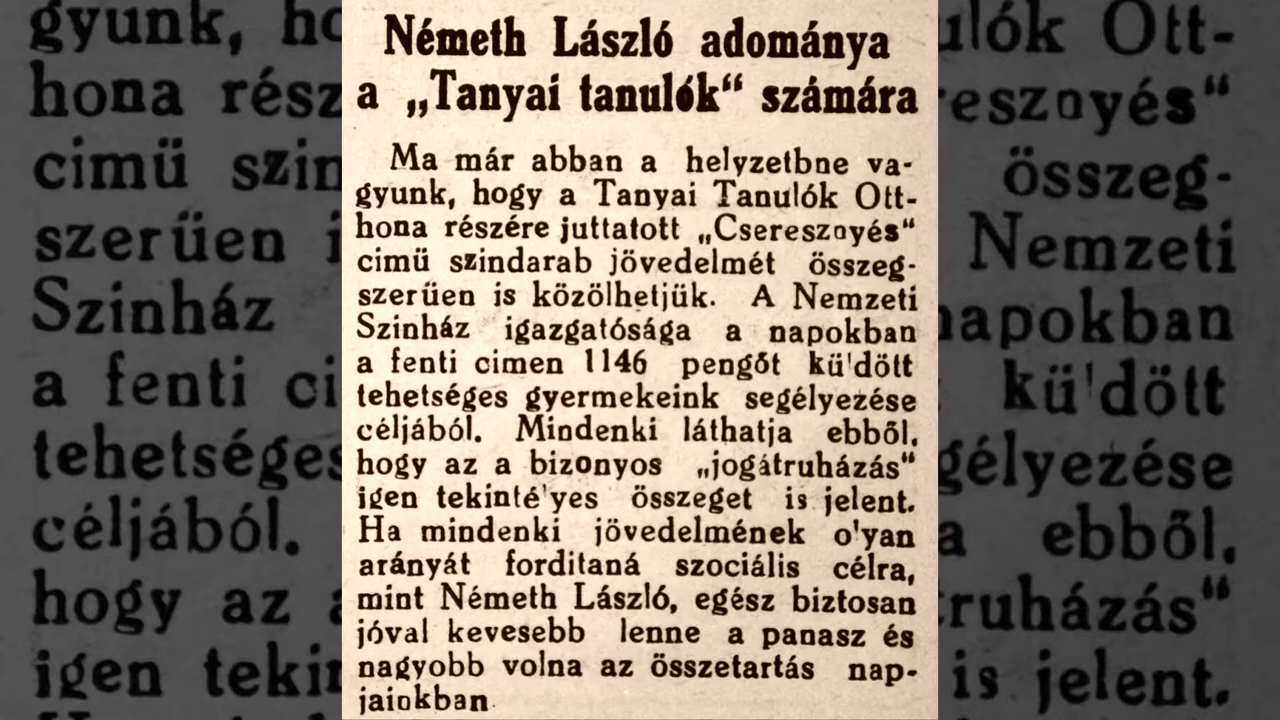 Németh László adománya
a „Tanyai tanulók“ számára
Ma már abban a helyzetbne va-
gyunk, hogy a Tanyai Tanulók Ott-
hona részére juttatott „Cseresznyés“
cimü szindarab jövedelmét összeg-
szerüen is közölhetjük. A Nemzeti
Szinház igazgatósága a napokban
a fenti cimen 1146 pengőt kü'dött
tehetséges gyermekeink segélyezése
céljából. Mindenki láthatja ebből,
hogy az a bizonyos „jogátruházás“
igen tekinté'yes összeget is jelent.
Ha mindenki jövedelmének o'yan
arányát forditaná szociális célra,
mint Németh László, egész biztosan
jóval kevesebb lenne a panasz és
nagyobb volna az összetartás nap-
jainkban